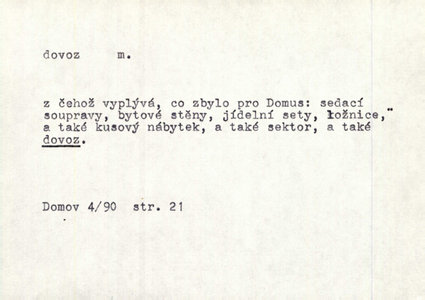 dovoz m.
z čehož vyplývá, co zbylo pro Domus: sedací
soupravy, bytové stěny, jídelní sety, ložnice,
a také kusový nábytek, a také sektor, a také
dovoz.
Domov 4/90 str. 21